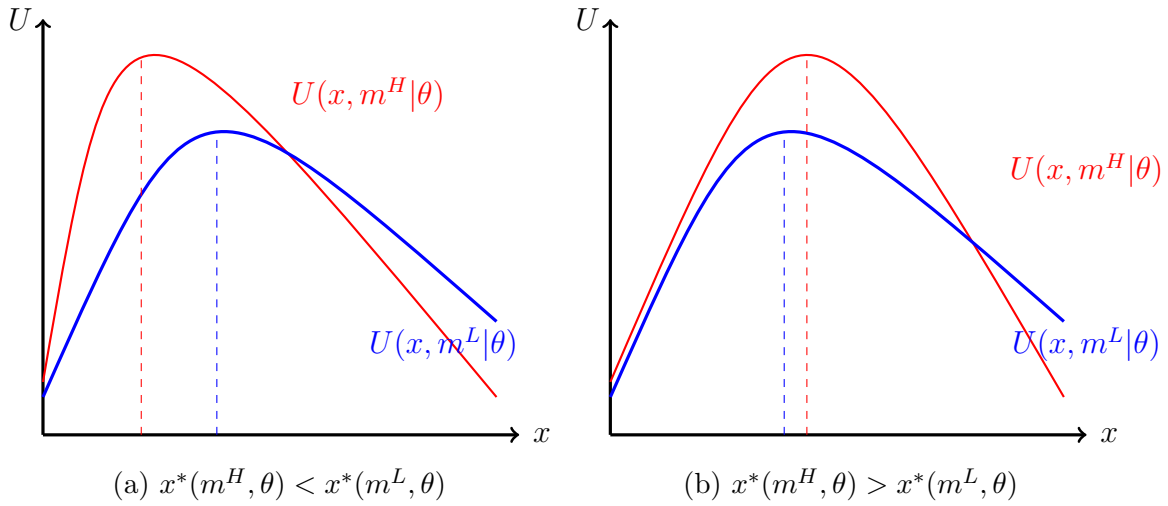 U
U(x, m^H|θ)
U(x, m^L|θ)
x
(a) x*(m^H, θ) < x*(m^L, θ)
U
U(x, m^H|θ)
U(x, m^L|θ)
x
(b) x*(m^H, θ) > x*(m^L, θ)